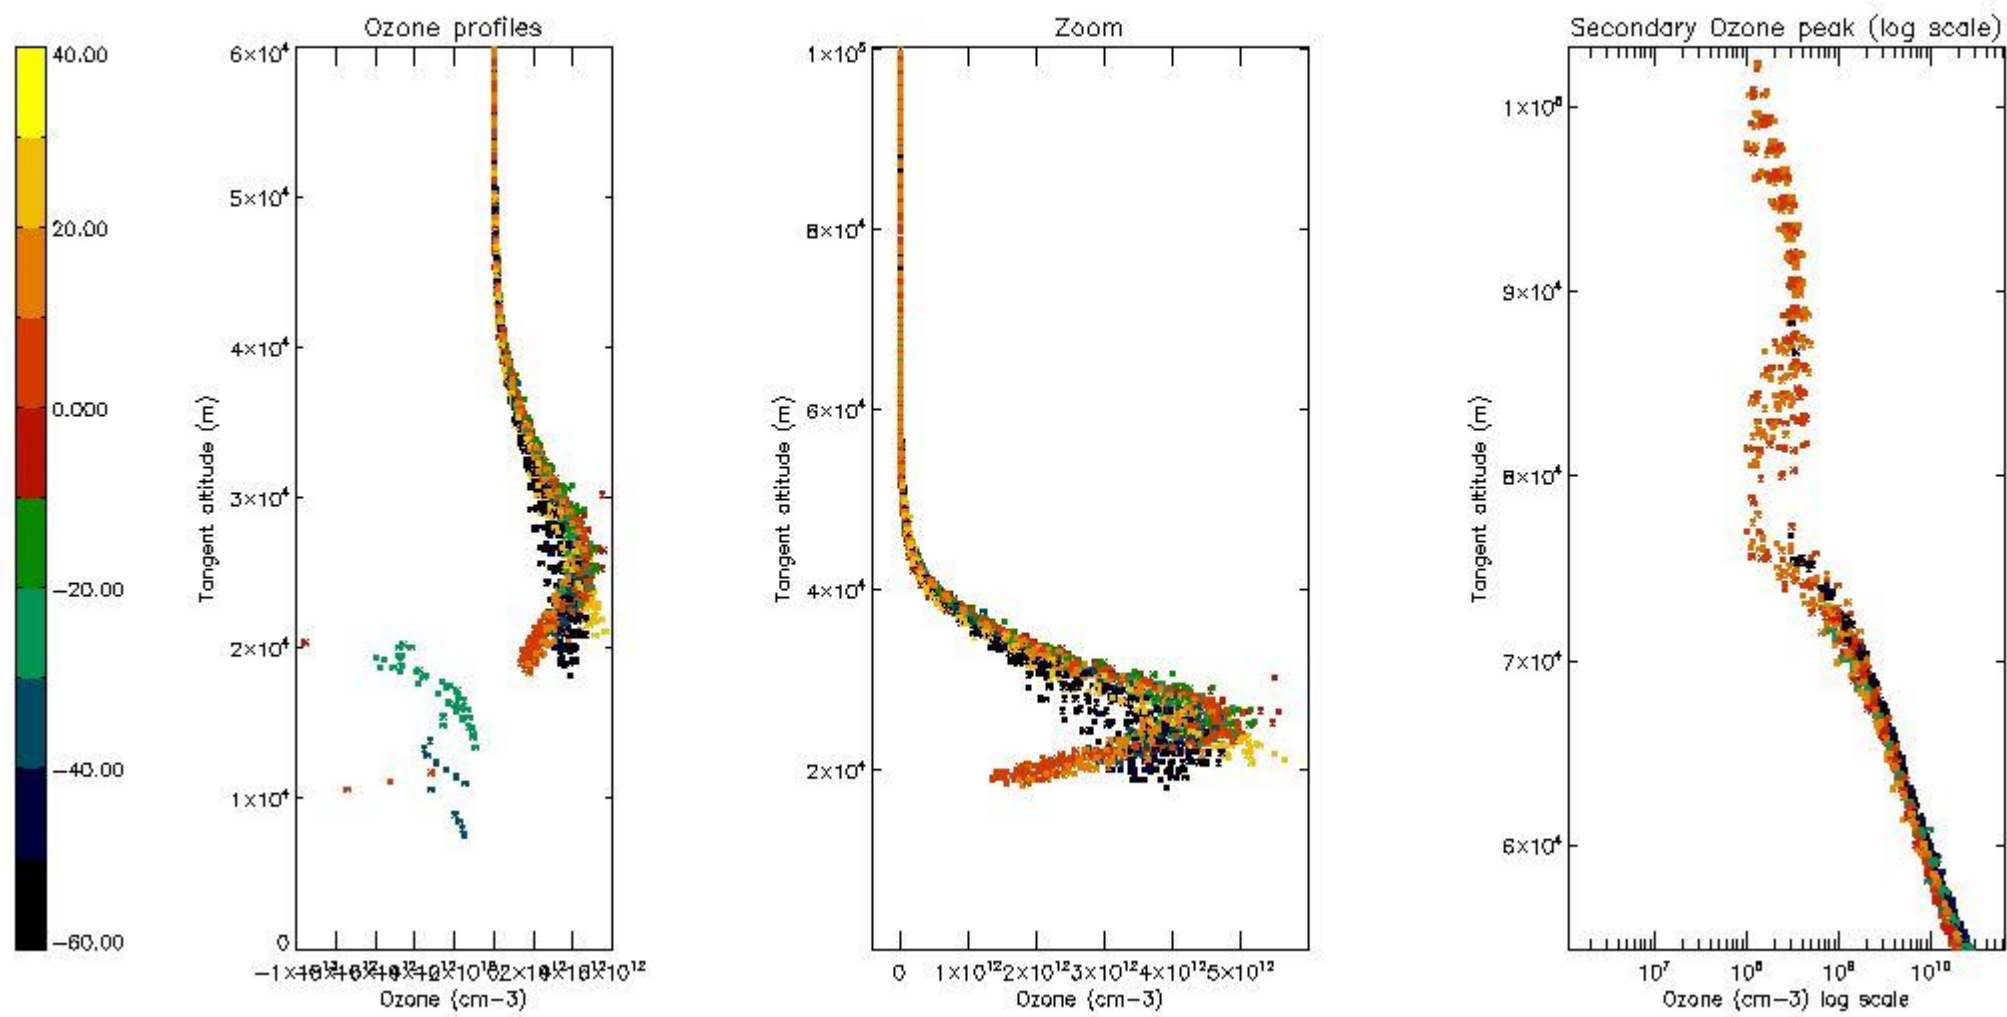 Ozone profiles
Zoom
Secondary Ozone peak (log scale)
40.00
20.00
0.000
−20.00
−40.00
−60.00
6×10⁴
5×10⁴
4×10⁴
3×10⁴
2×10⁴
1×10⁴
0
Tangent altitude (m)
Ozone (cm−3)
1×10⁵
8×10⁴
6×10⁴
4×10⁴
2×10⁴
Tangent altitude (m)
0 1×10¹² 2×10¹² 3×10¹² 4×10¹² 5×10¹²
Ozone (cm−3)
9×10⁴
8×10⁴
7×10⁴
6×10⁴
Tangent altitude (m)
10⁷ 10⁸ 10⁹ 10¹⁰
Ozone (cm−3) log scale